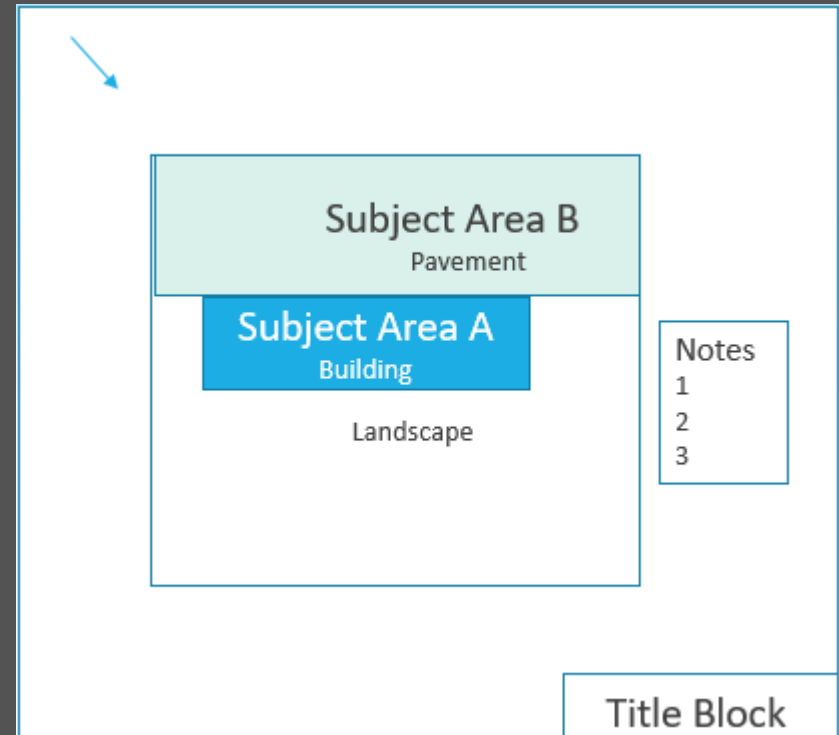 Subject Area B
Pavement
Subject Area A
Building
Landscape
Notes
1
2
3
Title Block